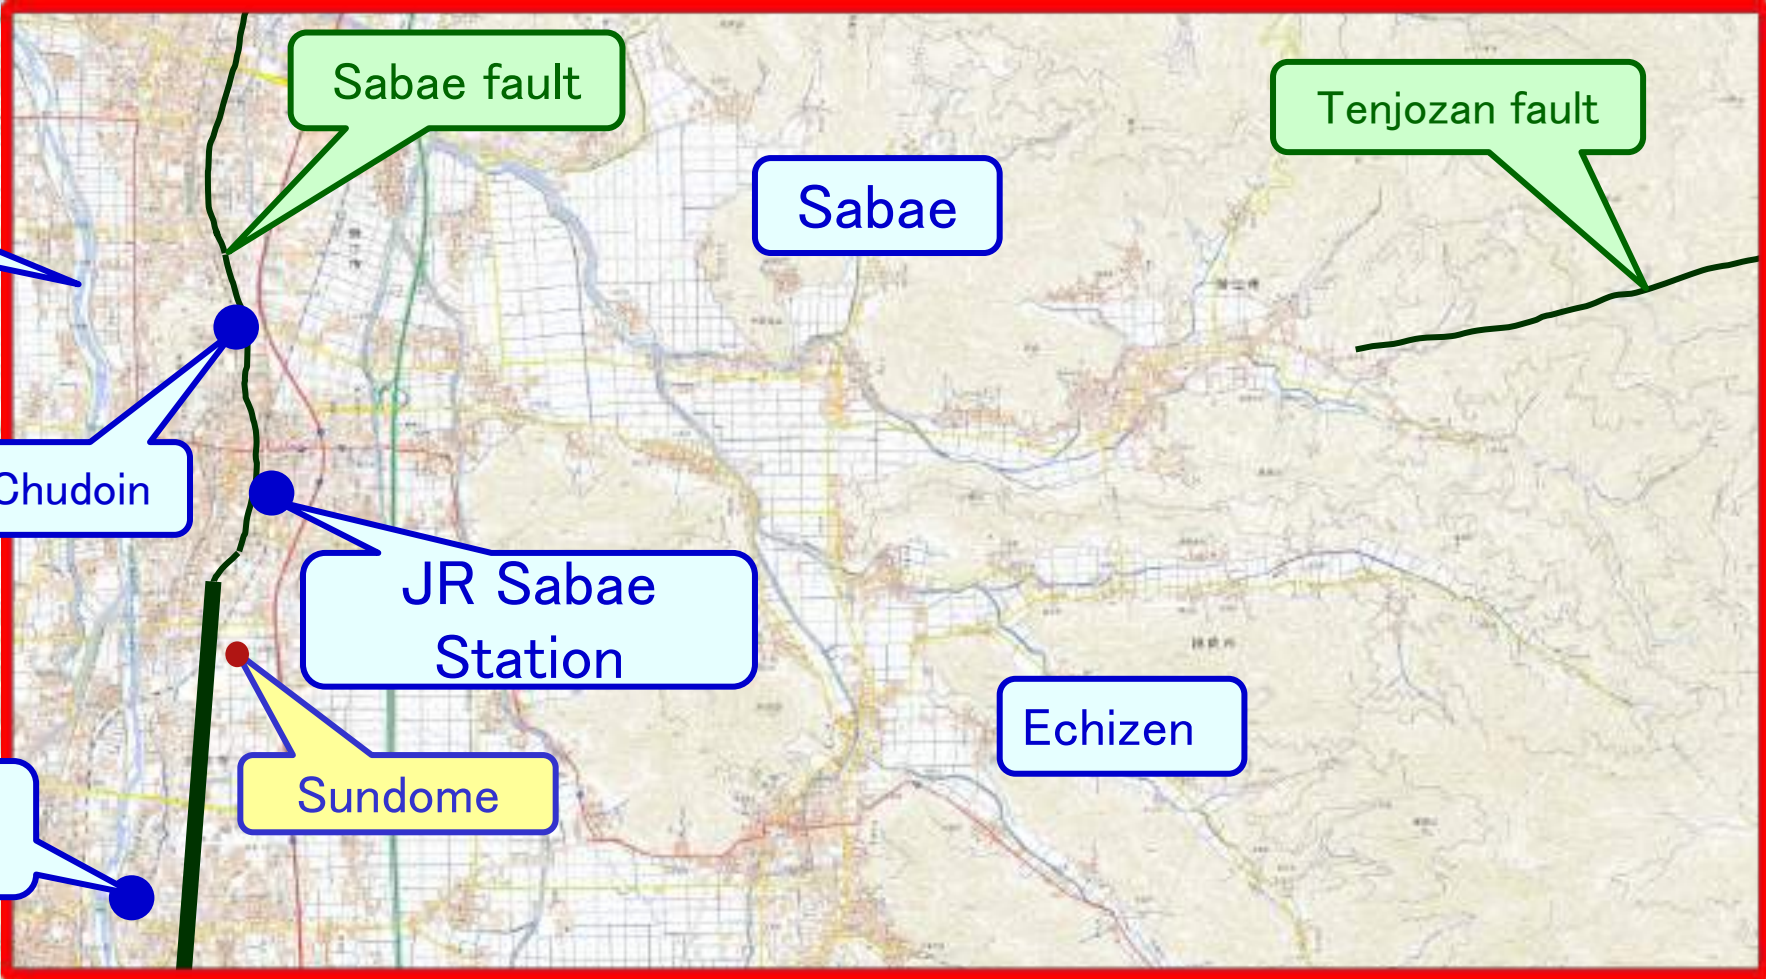 Sabae fault
Tenjozan fault
Sabae
Chudoin
JR Sabae
Station
Echizen
Sundome